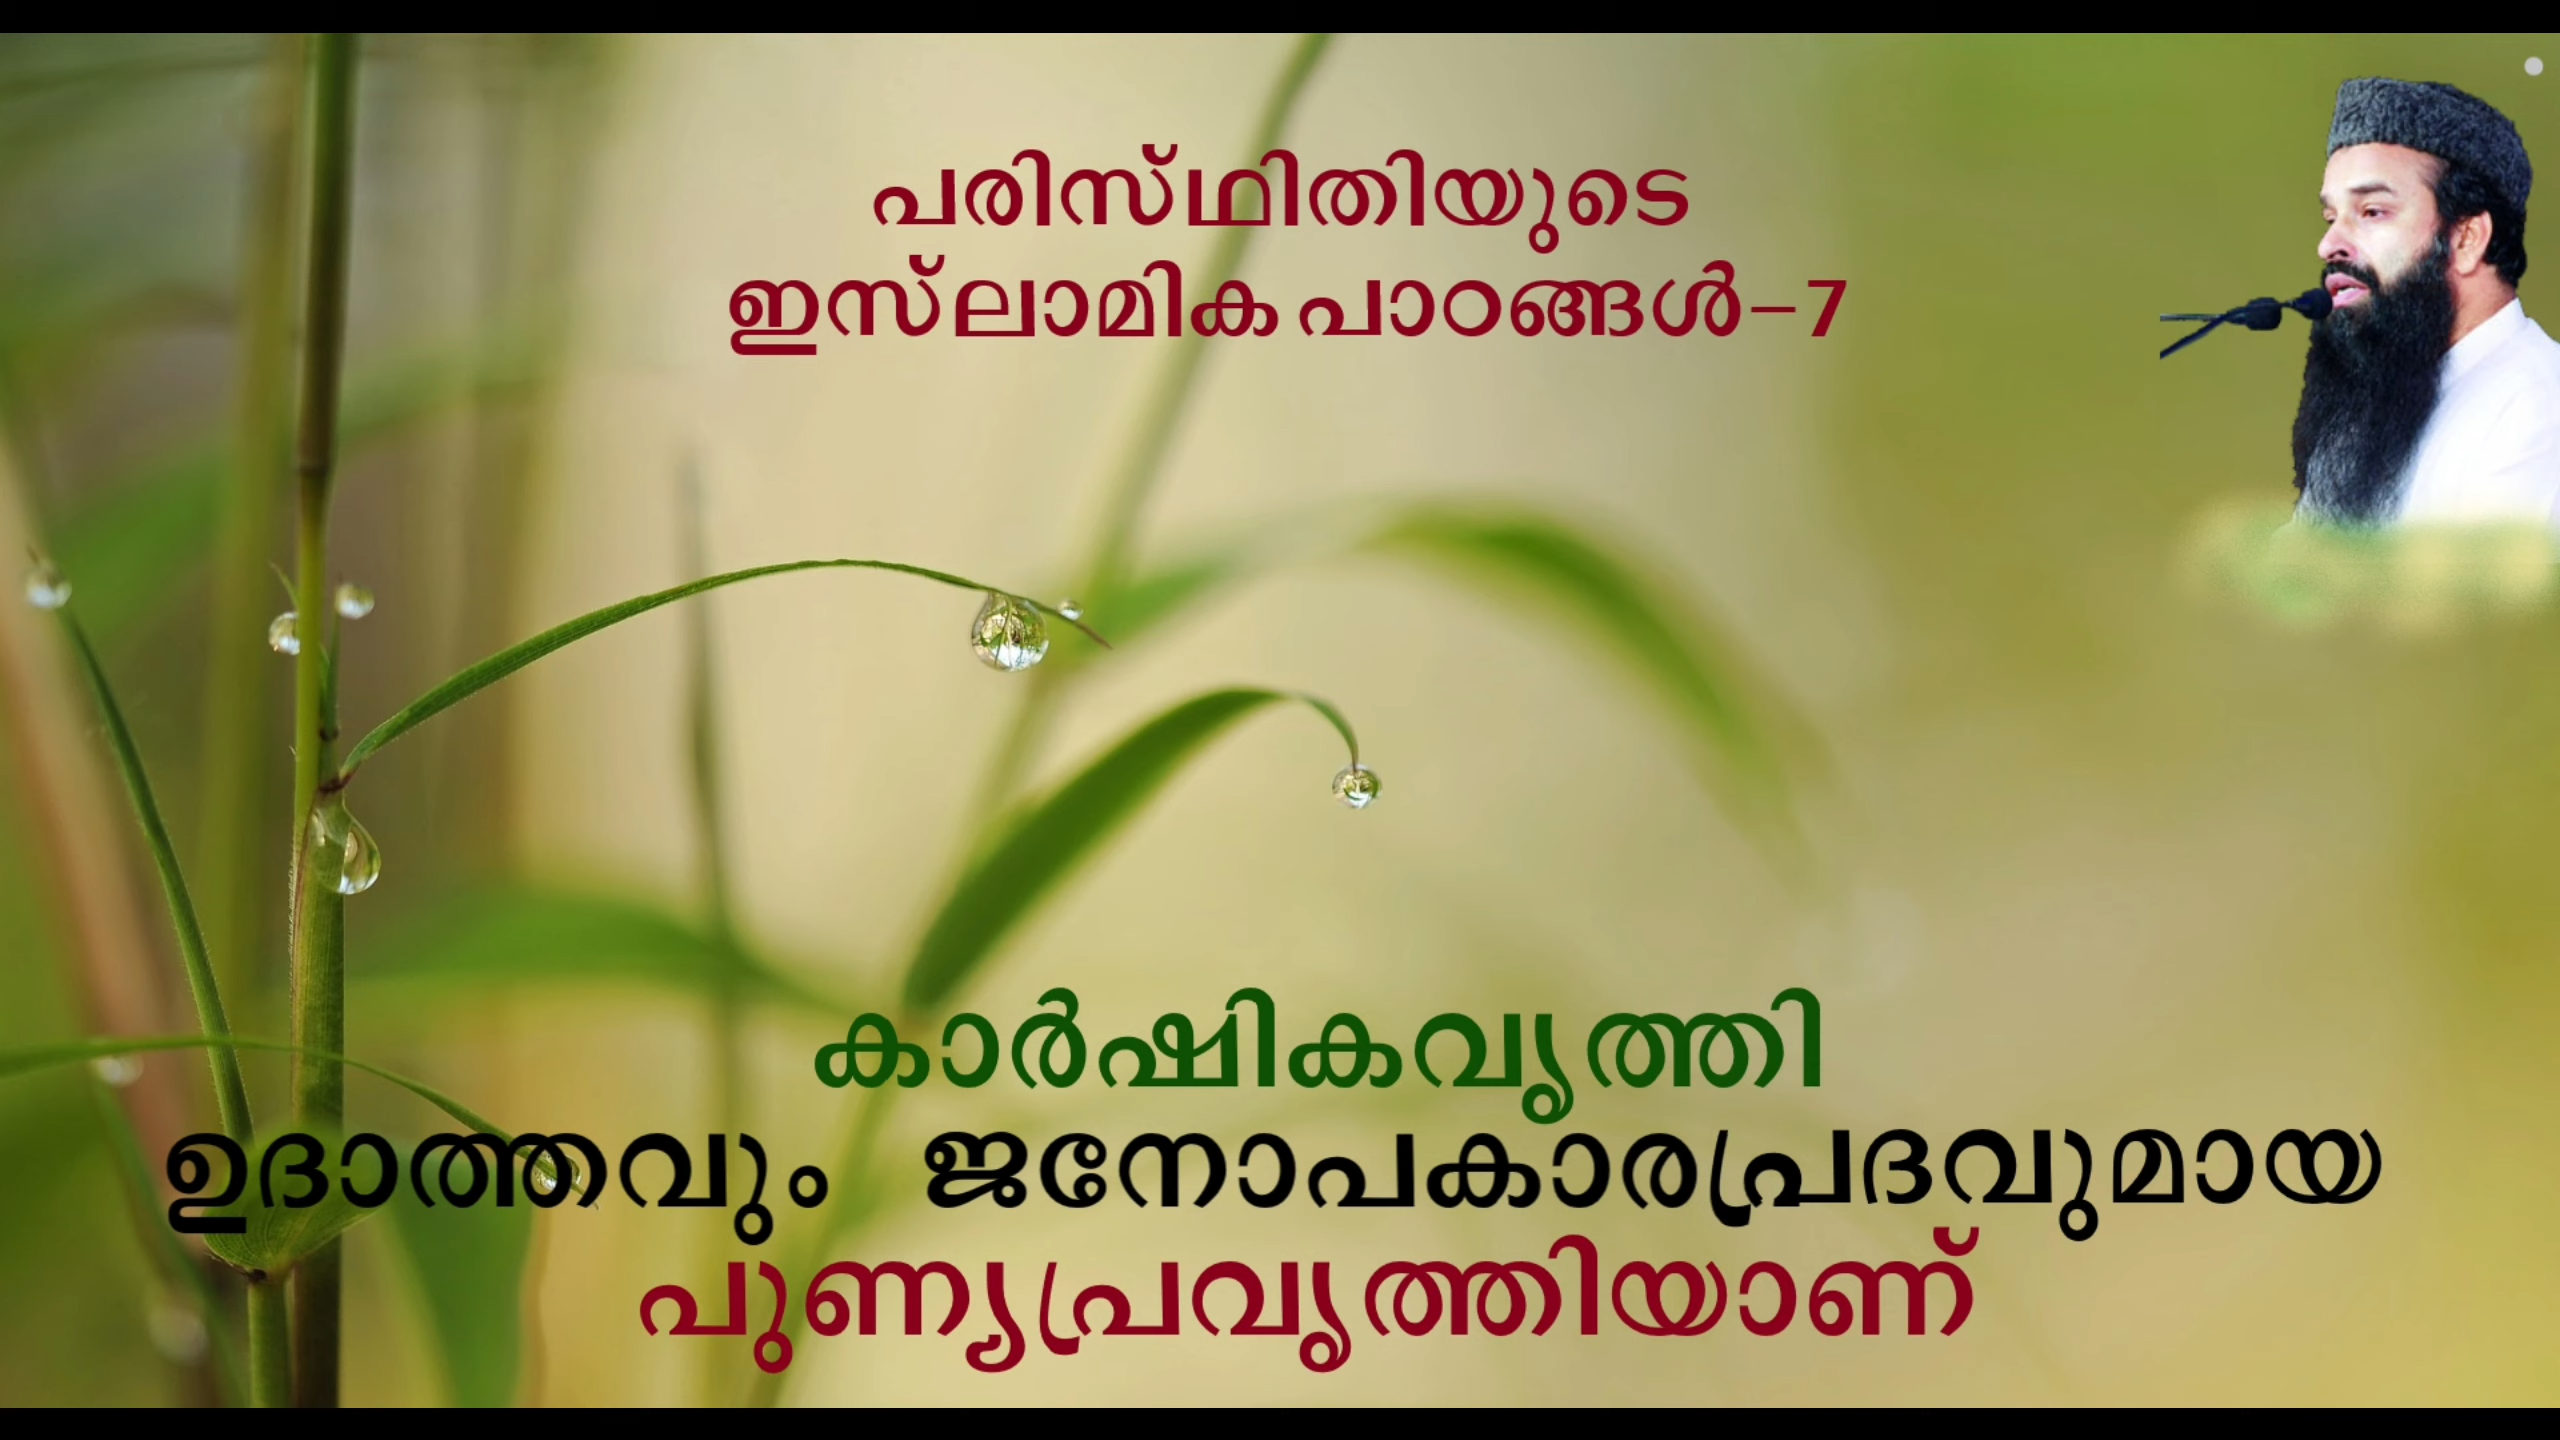 പരിസ്ഥിതിയുടെ
ഇസ്ലാമിക പാഠങ്ങൾ-7
കാർഷികവൃത്തി
ഉദാത്തവും ജനോപകാരപ്രദവുമായ
പുണ്യപ്രവൃത്തിയാണ്